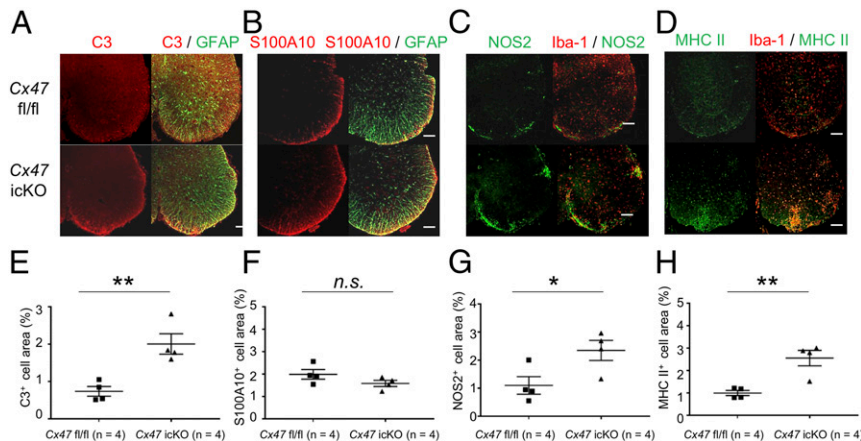 A
C3 C3 / GFAP
B
S100A10 S100A10 / GFAP
C
NOS2 Iba-1 / NOS2
D
MHC II Iba-1 / MHC II
Cx47
fl/fl
Cx47
icKO
E
**
C3+ cell area (%)
3
2
1
0
Cx47 fl/fl (n = 4) Cx47 icKO (n = 4)
F
n.s.
S100A10+ cell area (%)
5
4
3
2
1
0
Cx47 fl/fl (n = 4) Cx47 icKO (n = 4)
G
*
NOS2+ cell area (%)
5
4
3
2
1
0
Cx47 fl/fl (n = 4) Cx47 icKO (n = 4)
H
**
MHC II+ cell area (%)
5
4
3
2
1
0
Cx47 fl/fl (n = 4) Cx47 icKO (n = 4)